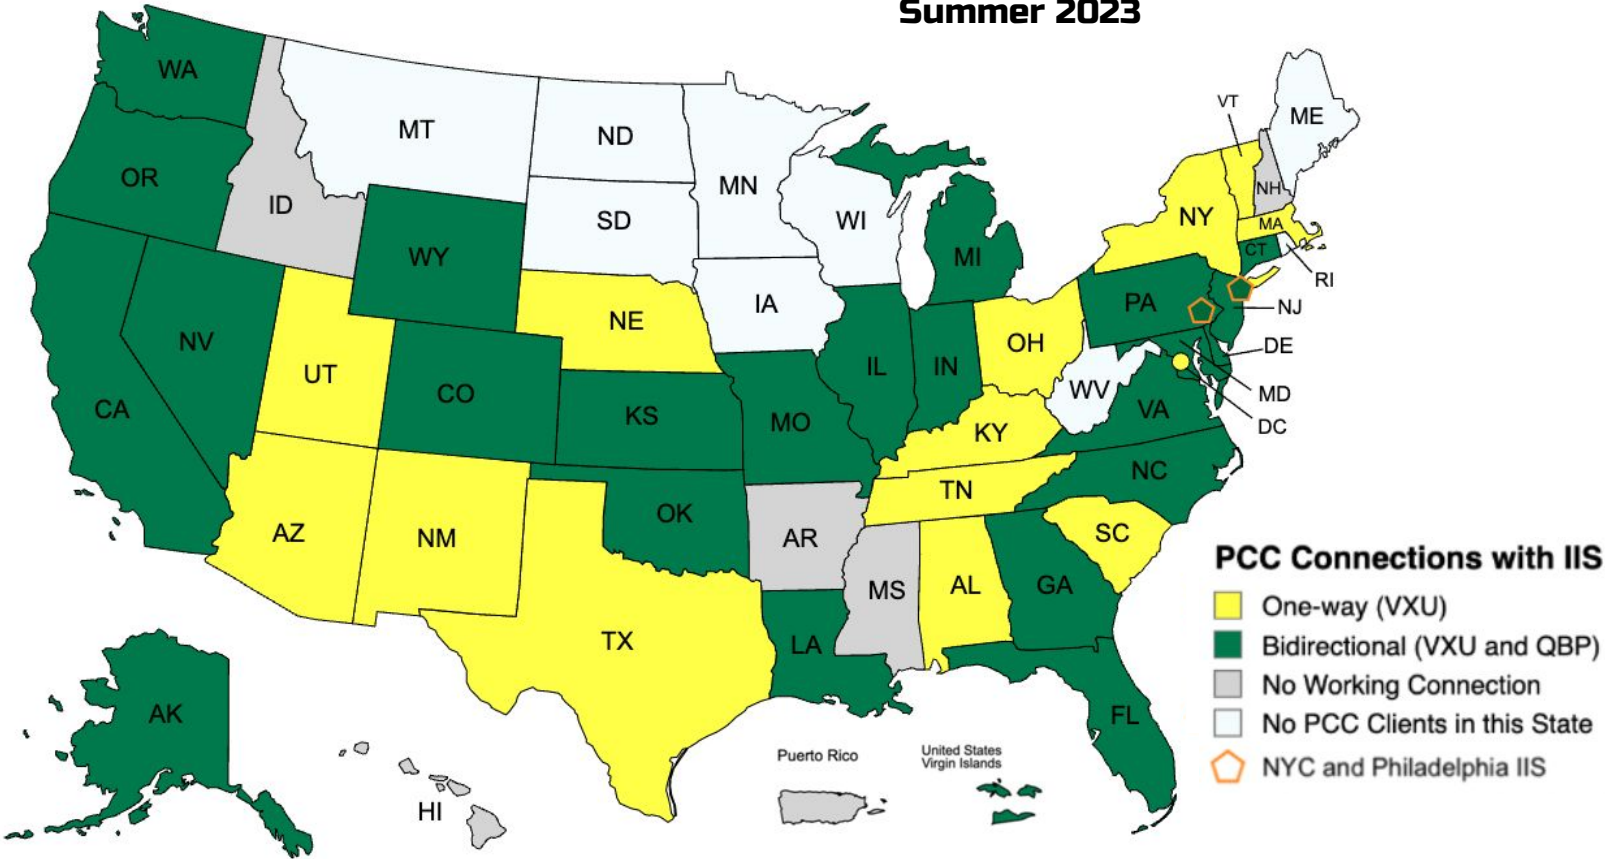 Summer 2023
WA
MT
ND
MN
ME
VT
OR
ID
SD
WI
NH
NY
MA
WY
MI
CT
RI
IA
PA
NJ
NE
NV
UT
OH
DE
IL
IN
CO
WV
MD
CA
KS
MO
VA
DC
KY
NC
TN
OK
AZ
NM
AR
SC
MS
AL
GA
TX
LA
AK
FL
HI
Puerto Rico
United States
Virgin Islands
PCC Connections with IIS
One-way (VXU)
Bidirectional (VXU and QBP)
No Working Connection
No PCC Clients in this State
NYC and Philadelphia IIS